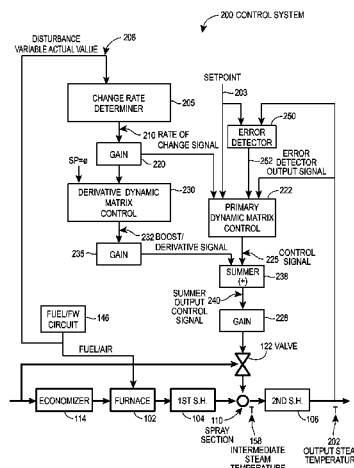 200 CONTROL SYSTEM
DISTURBANCE
VARIABLE ACTUAL VALUE
206
SETPOINT
203
CHANGE RATE
DETERMINER
205
250
ERROR
DETECTOR
210 RATE OF
CHANGE SIGNAL
252
ERROR
DETECTOR
OUTPUT SIGNAL
GAIN
220
SP=ø
230
222
DERIVATIVE DYNAMIC
MATRIX
CONTROL
PRIMARY
DYNAMIC MATRIX
CONTROL
232 BOOST/
DERIVATIVE SIGNAL
225
CONTROL
SIGNAL
235
GAIN
SUMMER
(+)
238
SUMMER
OUTPUT
CONTROL
SIGNAL
240
FUEL/FW
CIRCUIT
146
GAIN
228
FUEL/AIR
122 VALVE
ECONOMIZER
FURNACE
1ST S.H.
2ND S.H.
114
102
104
110
106
SPRAY
SECTION
158
202
INTERMEDIATE
STEAM
TEMPERATURE
OUTPUT STEA
TEMPERATUR